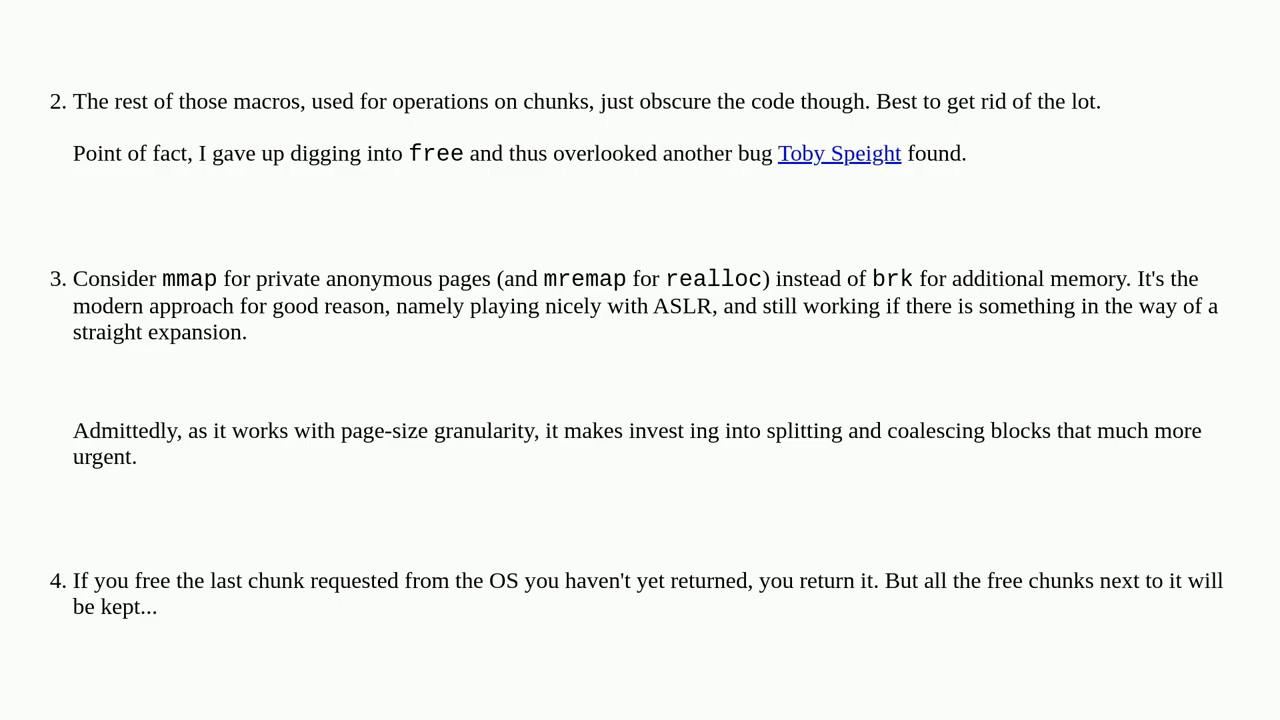 2. The rest of those macros, used for operations on chunks, just obscure the code though. Best to get rid of the lot.
Point of fact, I gave up digging into free and thus overlooked another bug Toby Speight found.
3. Consider mmap for private anonymous pages (and mremap for realloc) instead of brk for additional memory. It's the
modern approach for good reason, namely playing nicely with ASLR, and still working if there is something in the way of a
straight expansion.
Admittedly, as it works with page-size granularity, it makes invest ing into splitting and coalescing blocks that much more
urgent.
4. If you free the last chunk requested from the OS you haven't yet returned, you return it. But all the free chunks next to it will
be kept...